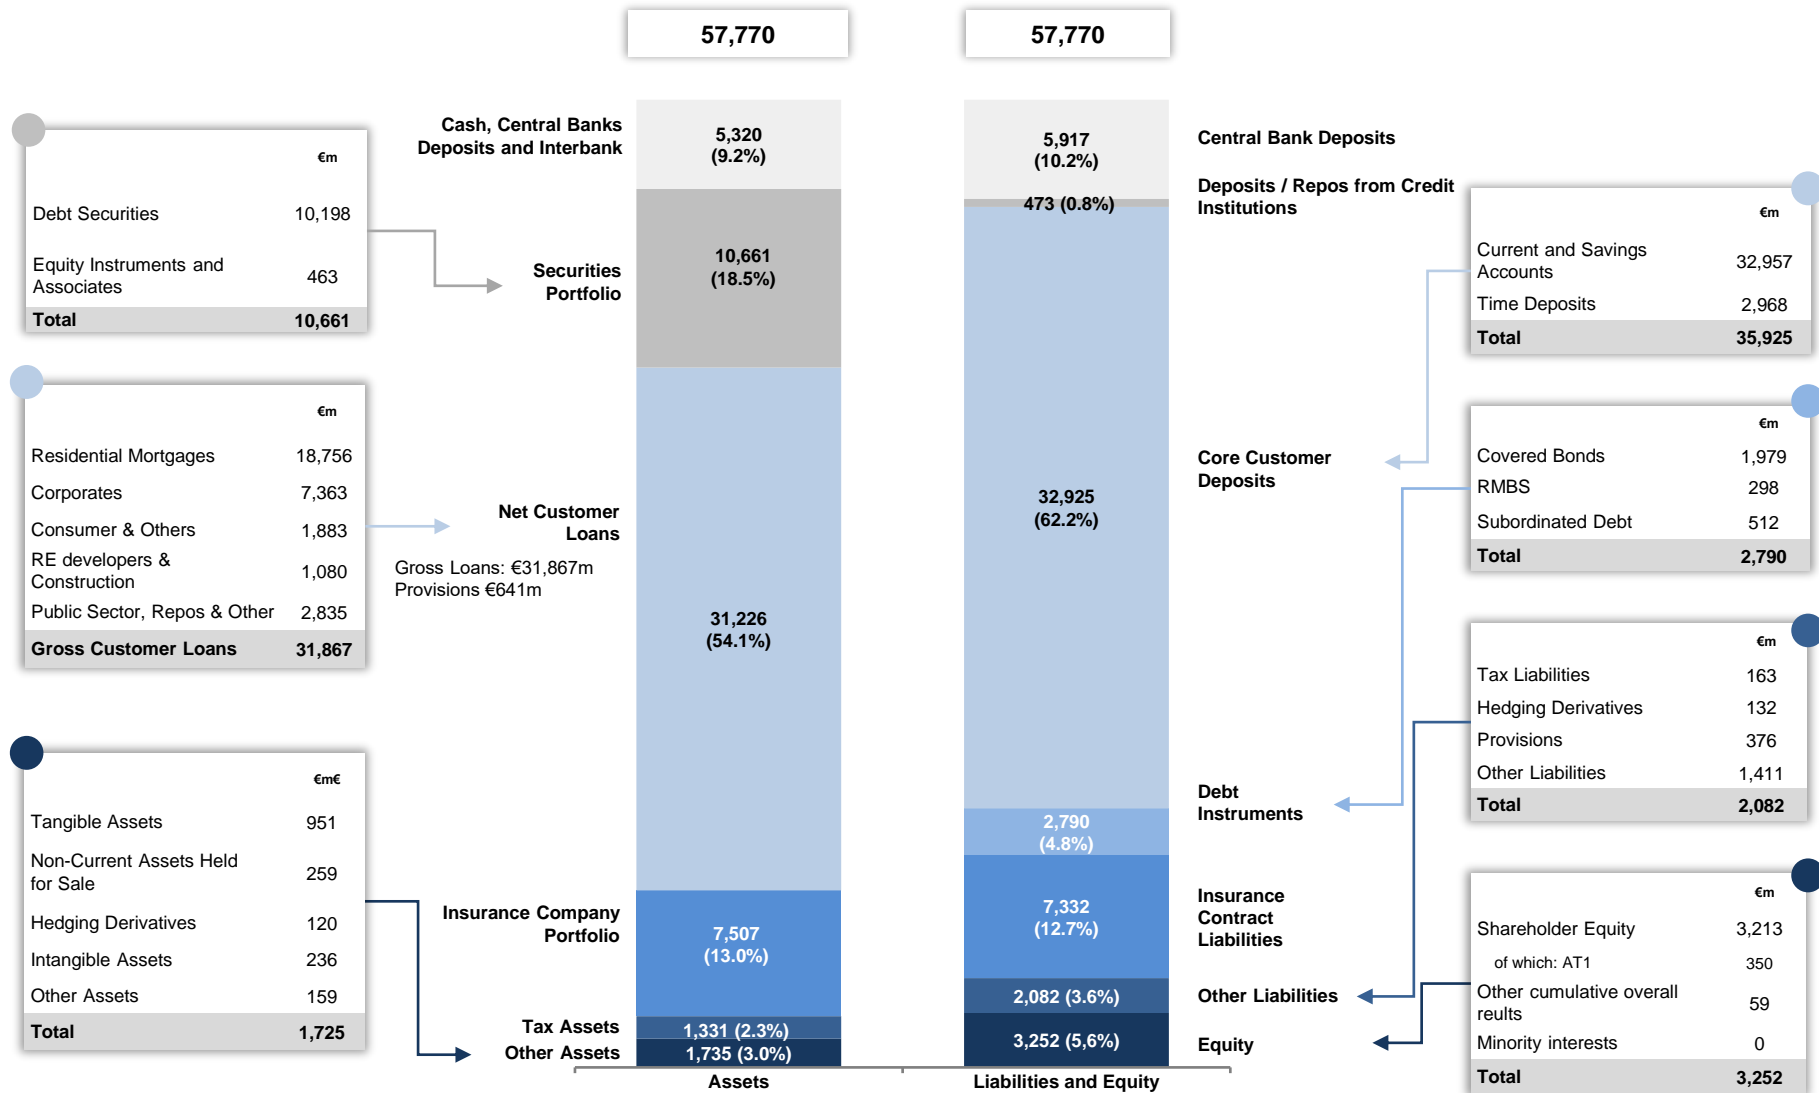 57,770
57,770
€m
Debt Securities 10,198
Equity Instruments and
Associates 463
Total 10,661
€m
Residential Mortgages 18,756
Corporates 7,363
Consumer & Others 1,883
RE developers &
Construction 1,080
Public Sector, Repos & Other 2,835
Gross Customer Loans 31,867
€m€
Tangible Assets 951
Non-Current Assets Held
for Sale 259
Hedging Derivatives 120
Intangible Assets 236
Other Assets 159
Total 1,725
Cash, Central Banks
Deposits and Interbank
Securities
Portfolio
Net Customer
Loans
Gross Loans: €31,867m
Provisions €641m
Insurance Company
Portfolio
Tax Assets
Other Assets
5,320
(9.2%)
10,661
(18.5%)
31,226
(54.1%)
7,507
(13.0%)
1,331 (2.3%)
1,735 (3.0%)
Assets
5,917
(10.2%)
473 (0.8%)
32,925
(62.2%)
2,790
(4.8%)
7,332
(12.7%)
2,082 (3.6%)
3,252 (5,6%)
Liabilities and Equity
Central Bank Deposits
Deposits / Repos from Credit
Institutions
Core Customer
Deposits
Debt
Instruments
Insurance
Contract
Liabilities
Other Liabilities
Equity
€m
Current and Savings
Accounts 32,957
Time Deposits 2,968
Total 35,925
€m
Covered Bonds 1,979
RMBS 298
Subordinated Debt 512
Total 2,790
€m
Tax Liabilities 163
Hedging Derivatives 132
Provisions 376
Other Liabilities 1,411
Total 2,082
€m
Shareholder Equity 3,213
of which: AT1 350
Other cumulative overall
reults 59
Minority interests 0
Total 3,252